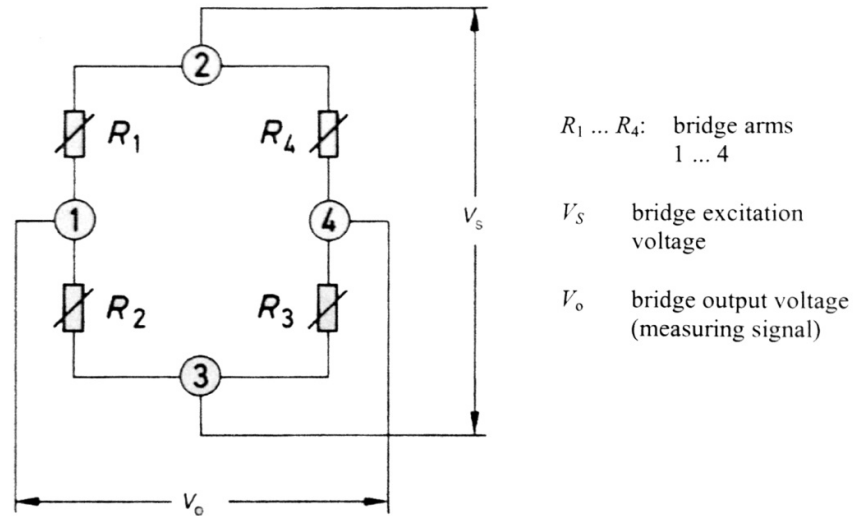 2
R1
R4
R1 ... R4: bridge arms
1 ... 4
1
4
Vs
VS bridge excitation
voltage
R2
R3
Vo bridge output voltage
(measuring signal)
3
Vo